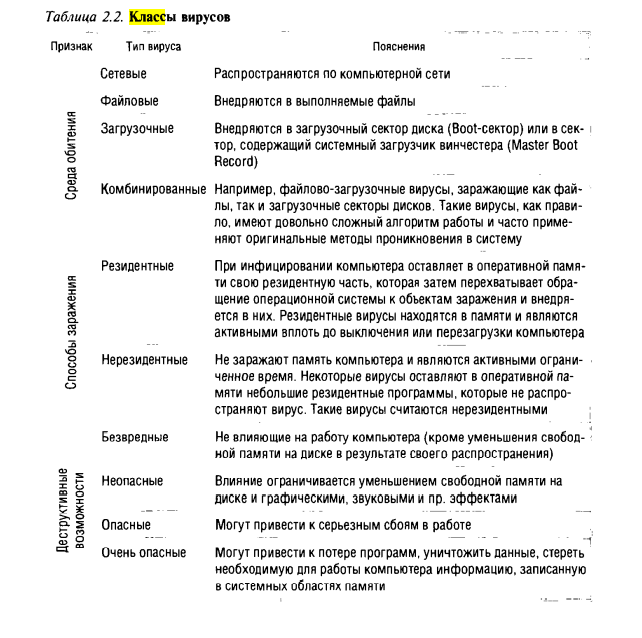 Таблица 2.2. Классы вирусов
Признак Тип вируса Пояснения
Среда обитения
Сетевые Распространяются по компьютерной сети
Файловые Внедряются в выполняемые файлы
Загрузочные Внедряются в загрузочный сектор диска (Boot-сектор) или в сек-
тор, содержащий системный загрузчик винчестера (Master Boot
Record)
Комбинированные Например, файлово-загрузочные вирусы, заражающие как фай-
лы, так и загрузочные секторы дисков. Такие вирусы, как прави-
ло, имеют довольно сложный алгоритм работы и часто приме-
няют оригинальные методы проникновения в систему
Способы заражения
Резидентные При инфицировании компьютера оставляет в оперативной памя-
ти свою резидентную часть, которая затем перехватывает обра-
щение операционной системы к объектам заражения и внедря-
ется в них. Резидентные вирусы находятся в памяти и являются
активными вплоть до выключения или перезагрузки компьютера
Нерезидентные Не заражают память компьютера и являются активными ограни-
ченное время. Некоторые вирусы оставляют в оперативной па-
мяти небольшие резидентные программы, которые не распро-
страняют вирус. Такие вирусы считаются нерезидентными
Деструктивные
возможности
Безвредные Не влияющие на работу компьютера (кроме уменьшения свобод-
ной памяти на диске в результате своего распространения)
Неопасные Влияние ограничивается уменьшением свободной памяти на
диске и графическими, звуковыми и пр. эффектами
Опасные Могут привести к серьезным сбоям в работе
Очень опасные Могут привести к потере программ, уничтожить данные, стереть
необходимую для работы компьютера информацию, записанную
в системных областях памяти